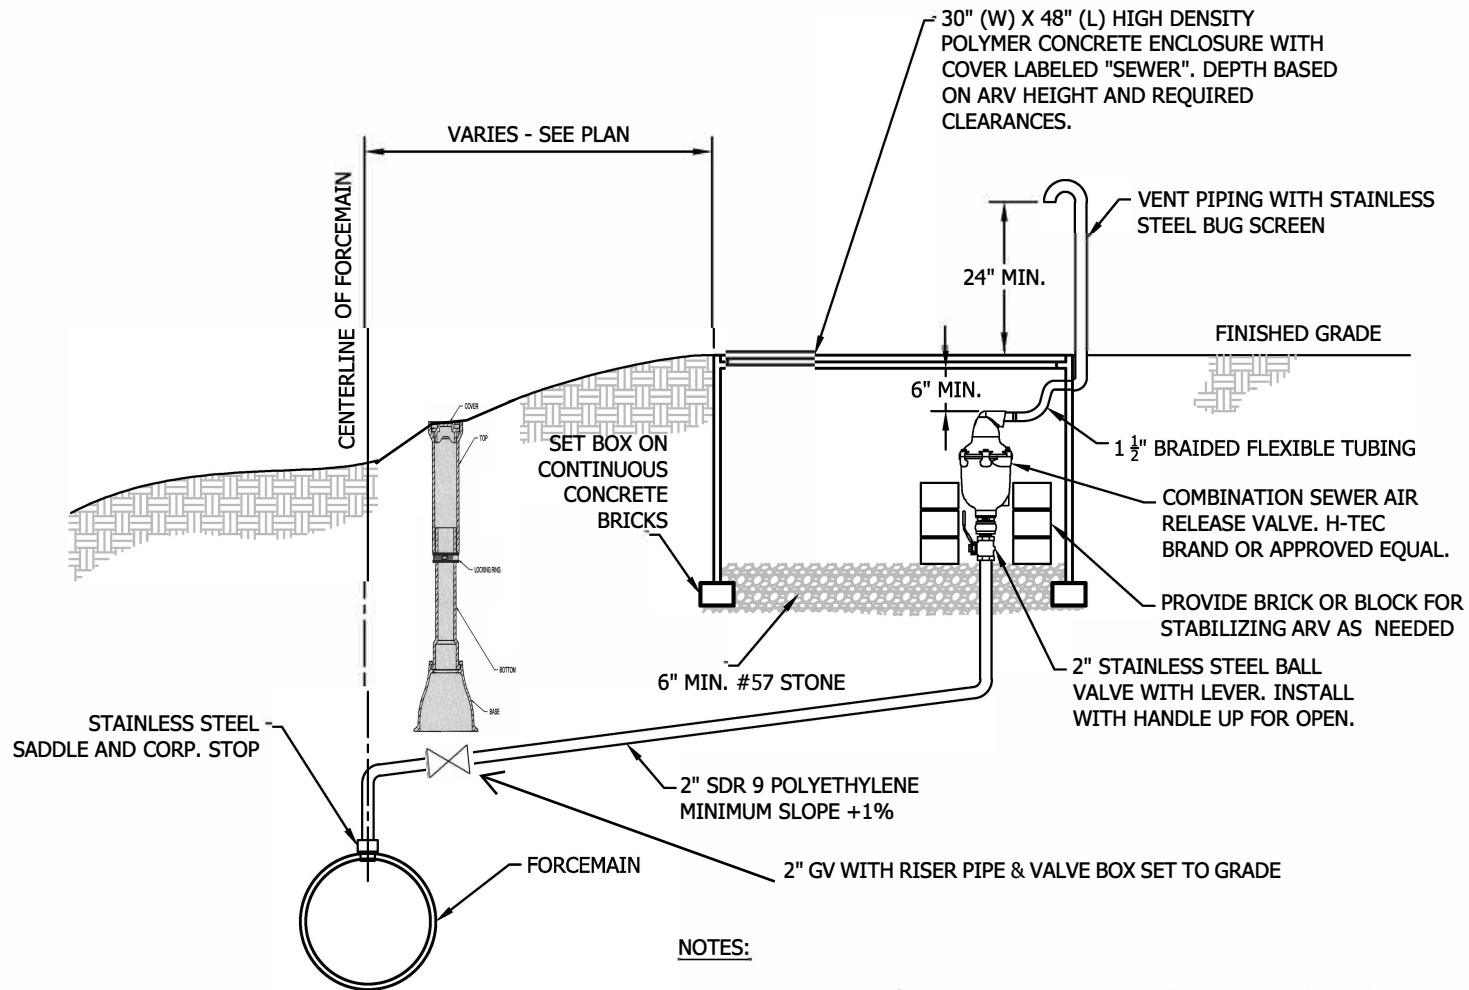 30" (W) X 48" (L) HIGH DENSITY
POLYMER CONCRETE ENCLOSURE WITH
COVER LABELED "SEWER". DEPTH BASED
ON ARV HEIGHT AND REQUIRED
CLEARANCES.
VARIES - SEE PLAN
CENTERLINE OF FORCEMAIN
VENT PIPING WITH STAINLESS
STEEL BUG SCREEN
24" MIN.
FINISHED GRADE
6" MIN.
COVER
TOP
LOCKING RING
BOTTOM
BASE
SET BOX ON
CONTINUOUS
CONCRETE
BRICKS
1 ½" BRAIDED FLEXIBLE TUBING
COMBINATION SEWER AIR
RELEASE VALVE. H-TEC
BRAND OR APPROVED EQUAL.
PROVIDE BRICK OR BLOCK FOR
STABILIZING ARV AS NEEDED
6" MIN. #57 STONE
2" STAINLESS STEEL BALL
VALVE WITH LEVER. INSTALL
WITH HANDLE UP FOR OPEN.
STAINLESS STEEL
SADDLE AND CORP. STOP
2" SDR 9 POLYETHYLENE
MINIMUM SLOPE +1%
FORCEMAIN
2" GV WITH RISER PIPE & VALVE BOX SET TO GRADE
NOTES: